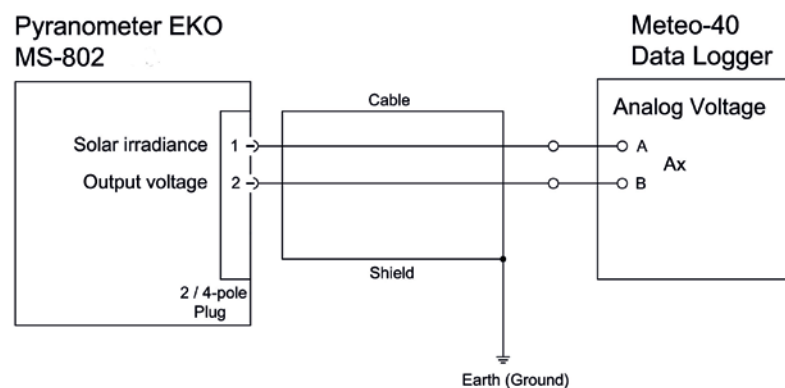 Pyranometer EKO
MS-802
Meteo-40
Data Logger
Cable
Analog Voltage
Solar irradiance 1
A
Ax
Output voltage 2
B
Shield
2 / 4-pole
Plug
Earth (Ground)